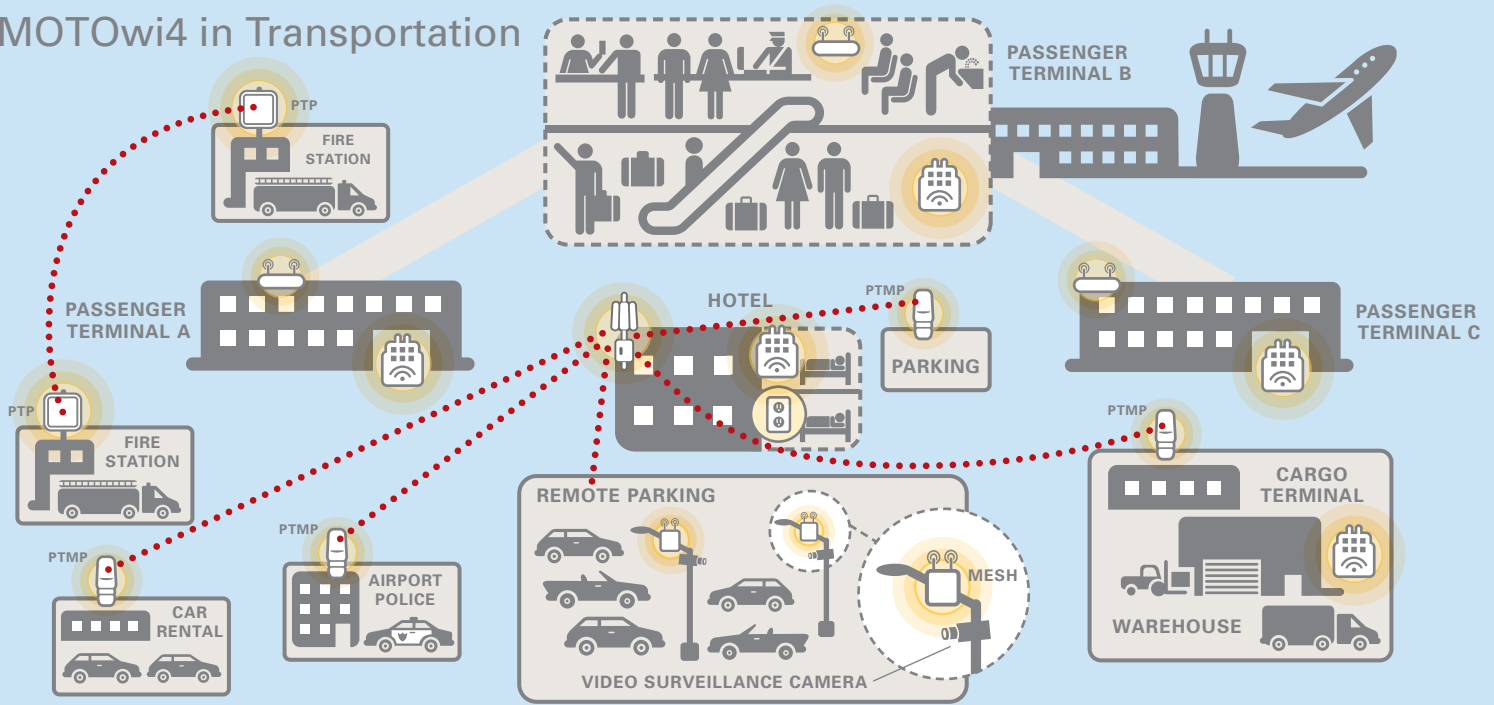 MOTOwi4 in Transportation
PASSENGER
TERMINAL B
PTP
FIRE
STATION
PASSENGER
TERMINAL A
HOTEL
PTMP
PARKING
PASSENGER
TERMINAL C
PTP
FIRE
STATION
PTMP
CARGO
TERMINAL
WAREHOUSE
REMOTE PARKING
MESH
VIDEO SURVEILLANCE CAMERA
PTMP
AIRPORT
POLICE
PTMP
CAR
RENTAL